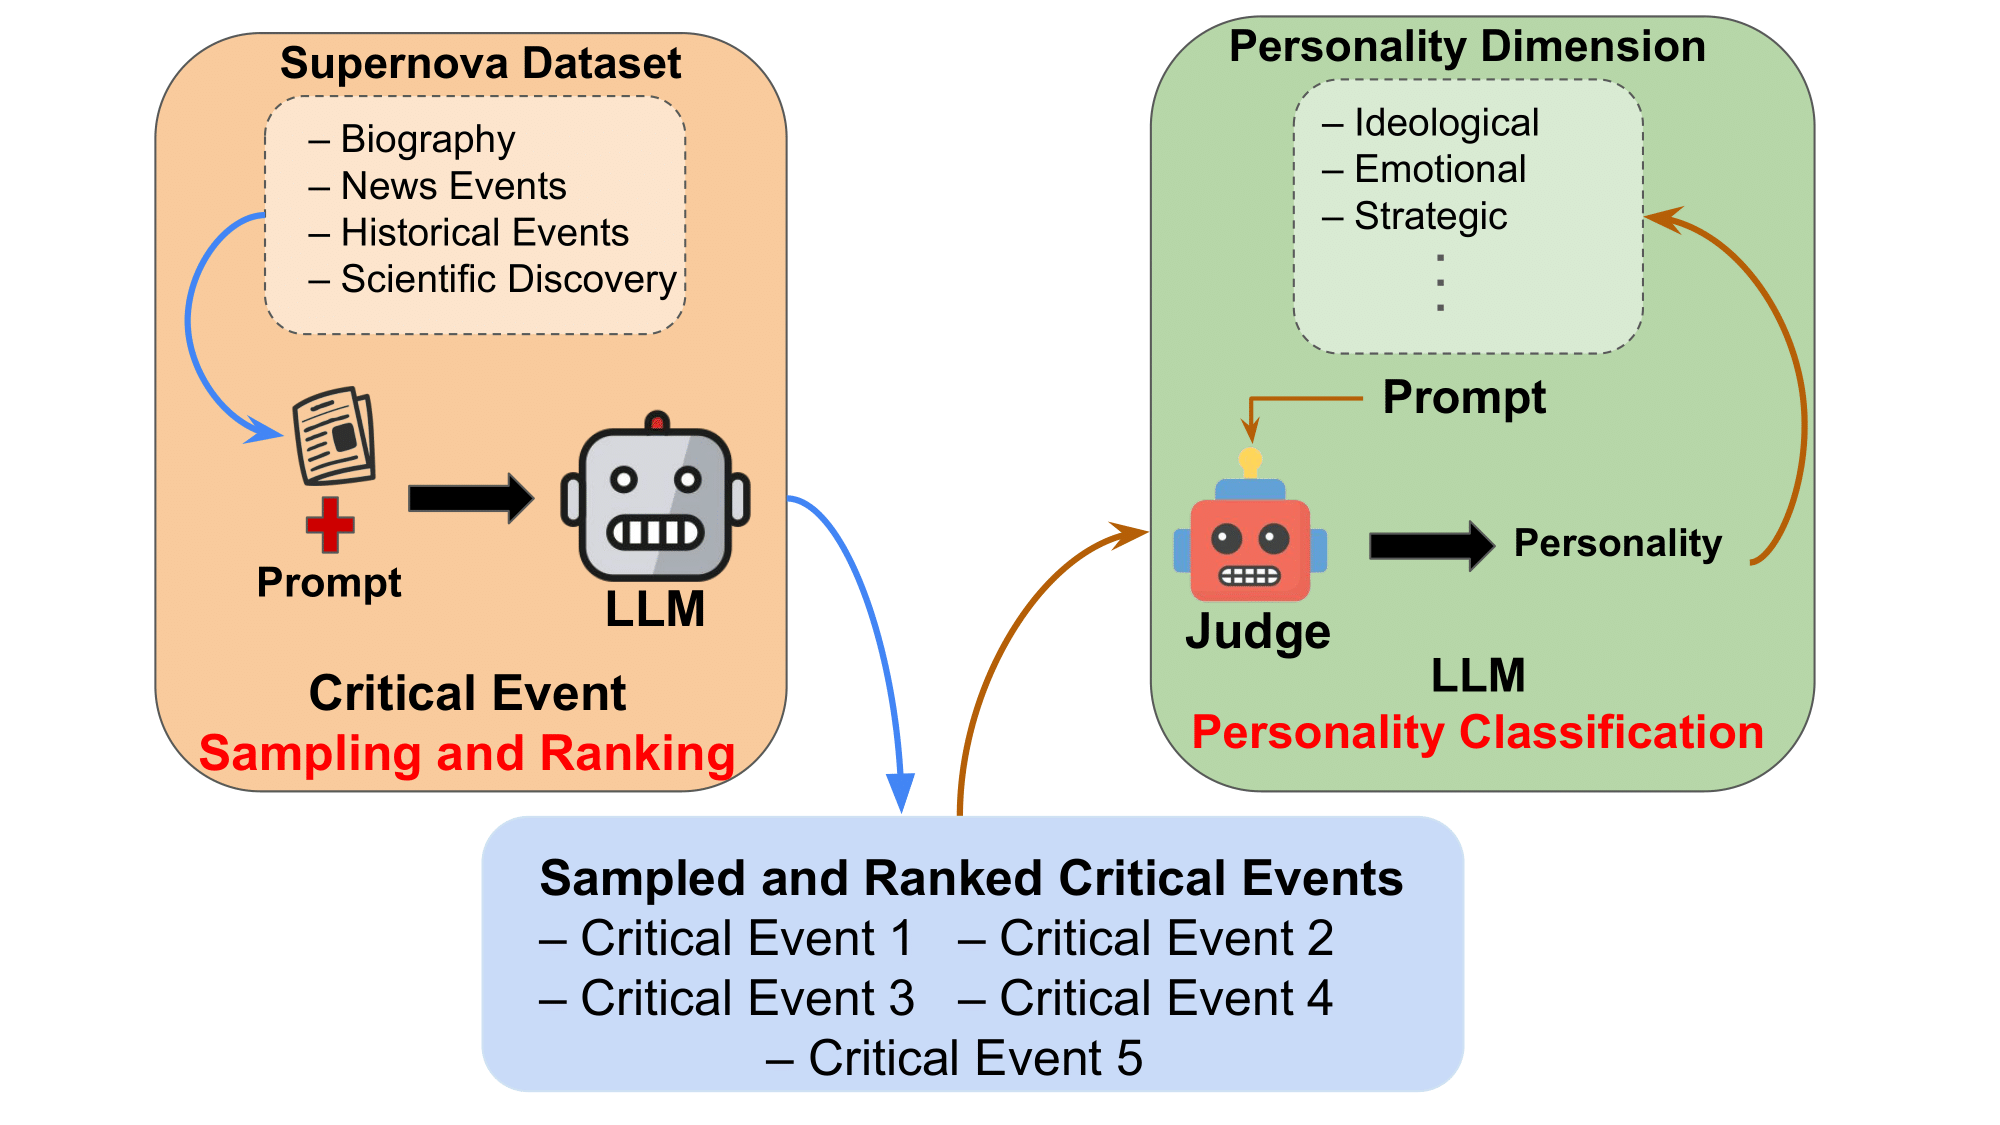 Supernova Dataset
– Biography
– News Events
– Historical Events
– Scientific Discovery
Prompt
LLM
Critical Event
Sampling and Ranking
Personality Dimension
– Ideological
– Emotional
– Strategic
Prompt
Judge
Personality
LLM
Personality Classification
Sampled and Ranked Critical Events
– Critical Event 1 – Critical Event 2
– Critical Event 3 – Critical Event 4
– Critical Event 5